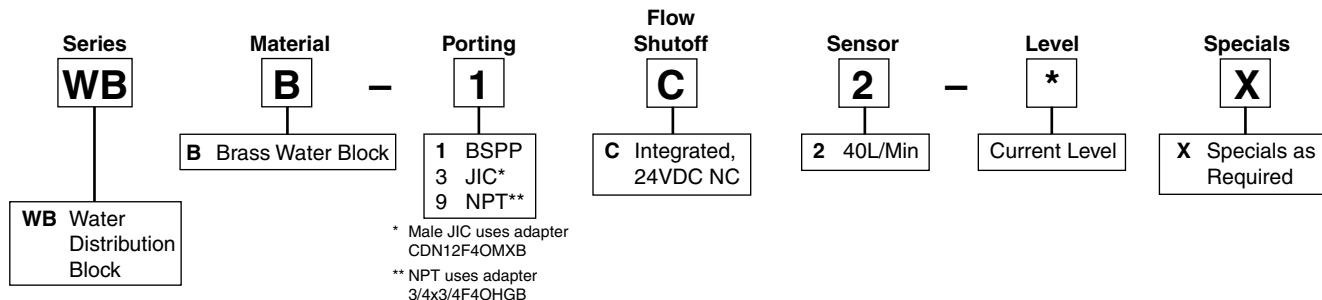 Series
Material
Porting
Flow
Shutoff
Sensor
Level
Specials
WB
B
–
1
C
2
–
*
X
WB Water
Distribution
Block
B Brass Water Block
1 BSPP
3 JIC*
9 NPT**
* Male JIC uses adapter
CDN12F4OMXB
** NPT uses adapter
3/4x3/4F4OHGB
C Integrated,
24VDC NC
2 40L/Min
Current Level
X Specials as
Required